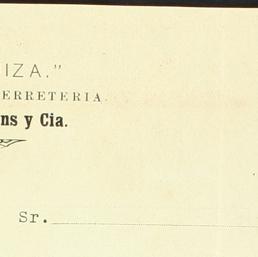 IZA."
ERRETERIA.
ns y Cia.
Sr.